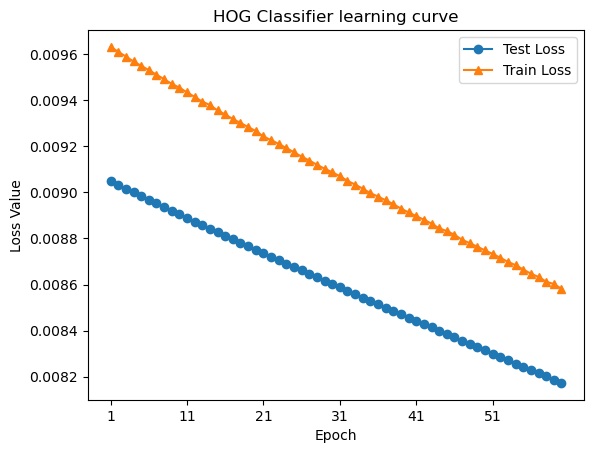 HOG Classifier learning curve
Test Loss
Train Loss
Loss Value
0.0096
0.0094
0.0092
0.0090
0.0088
0.0086
0.0084
0.0082
1 11 21 31 41 51
Epoch